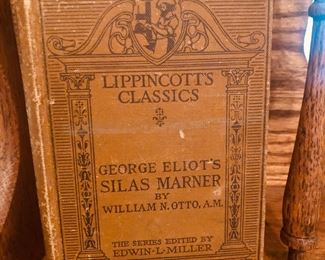 LIPPINCOTT'S
CLASSICS
GEORGE ELIOT'S
SILAS MARNER
BY
WILLIAM N. OTTO, A.M.
THE SERIES EDITED BY
EDWIN·L·MILLER